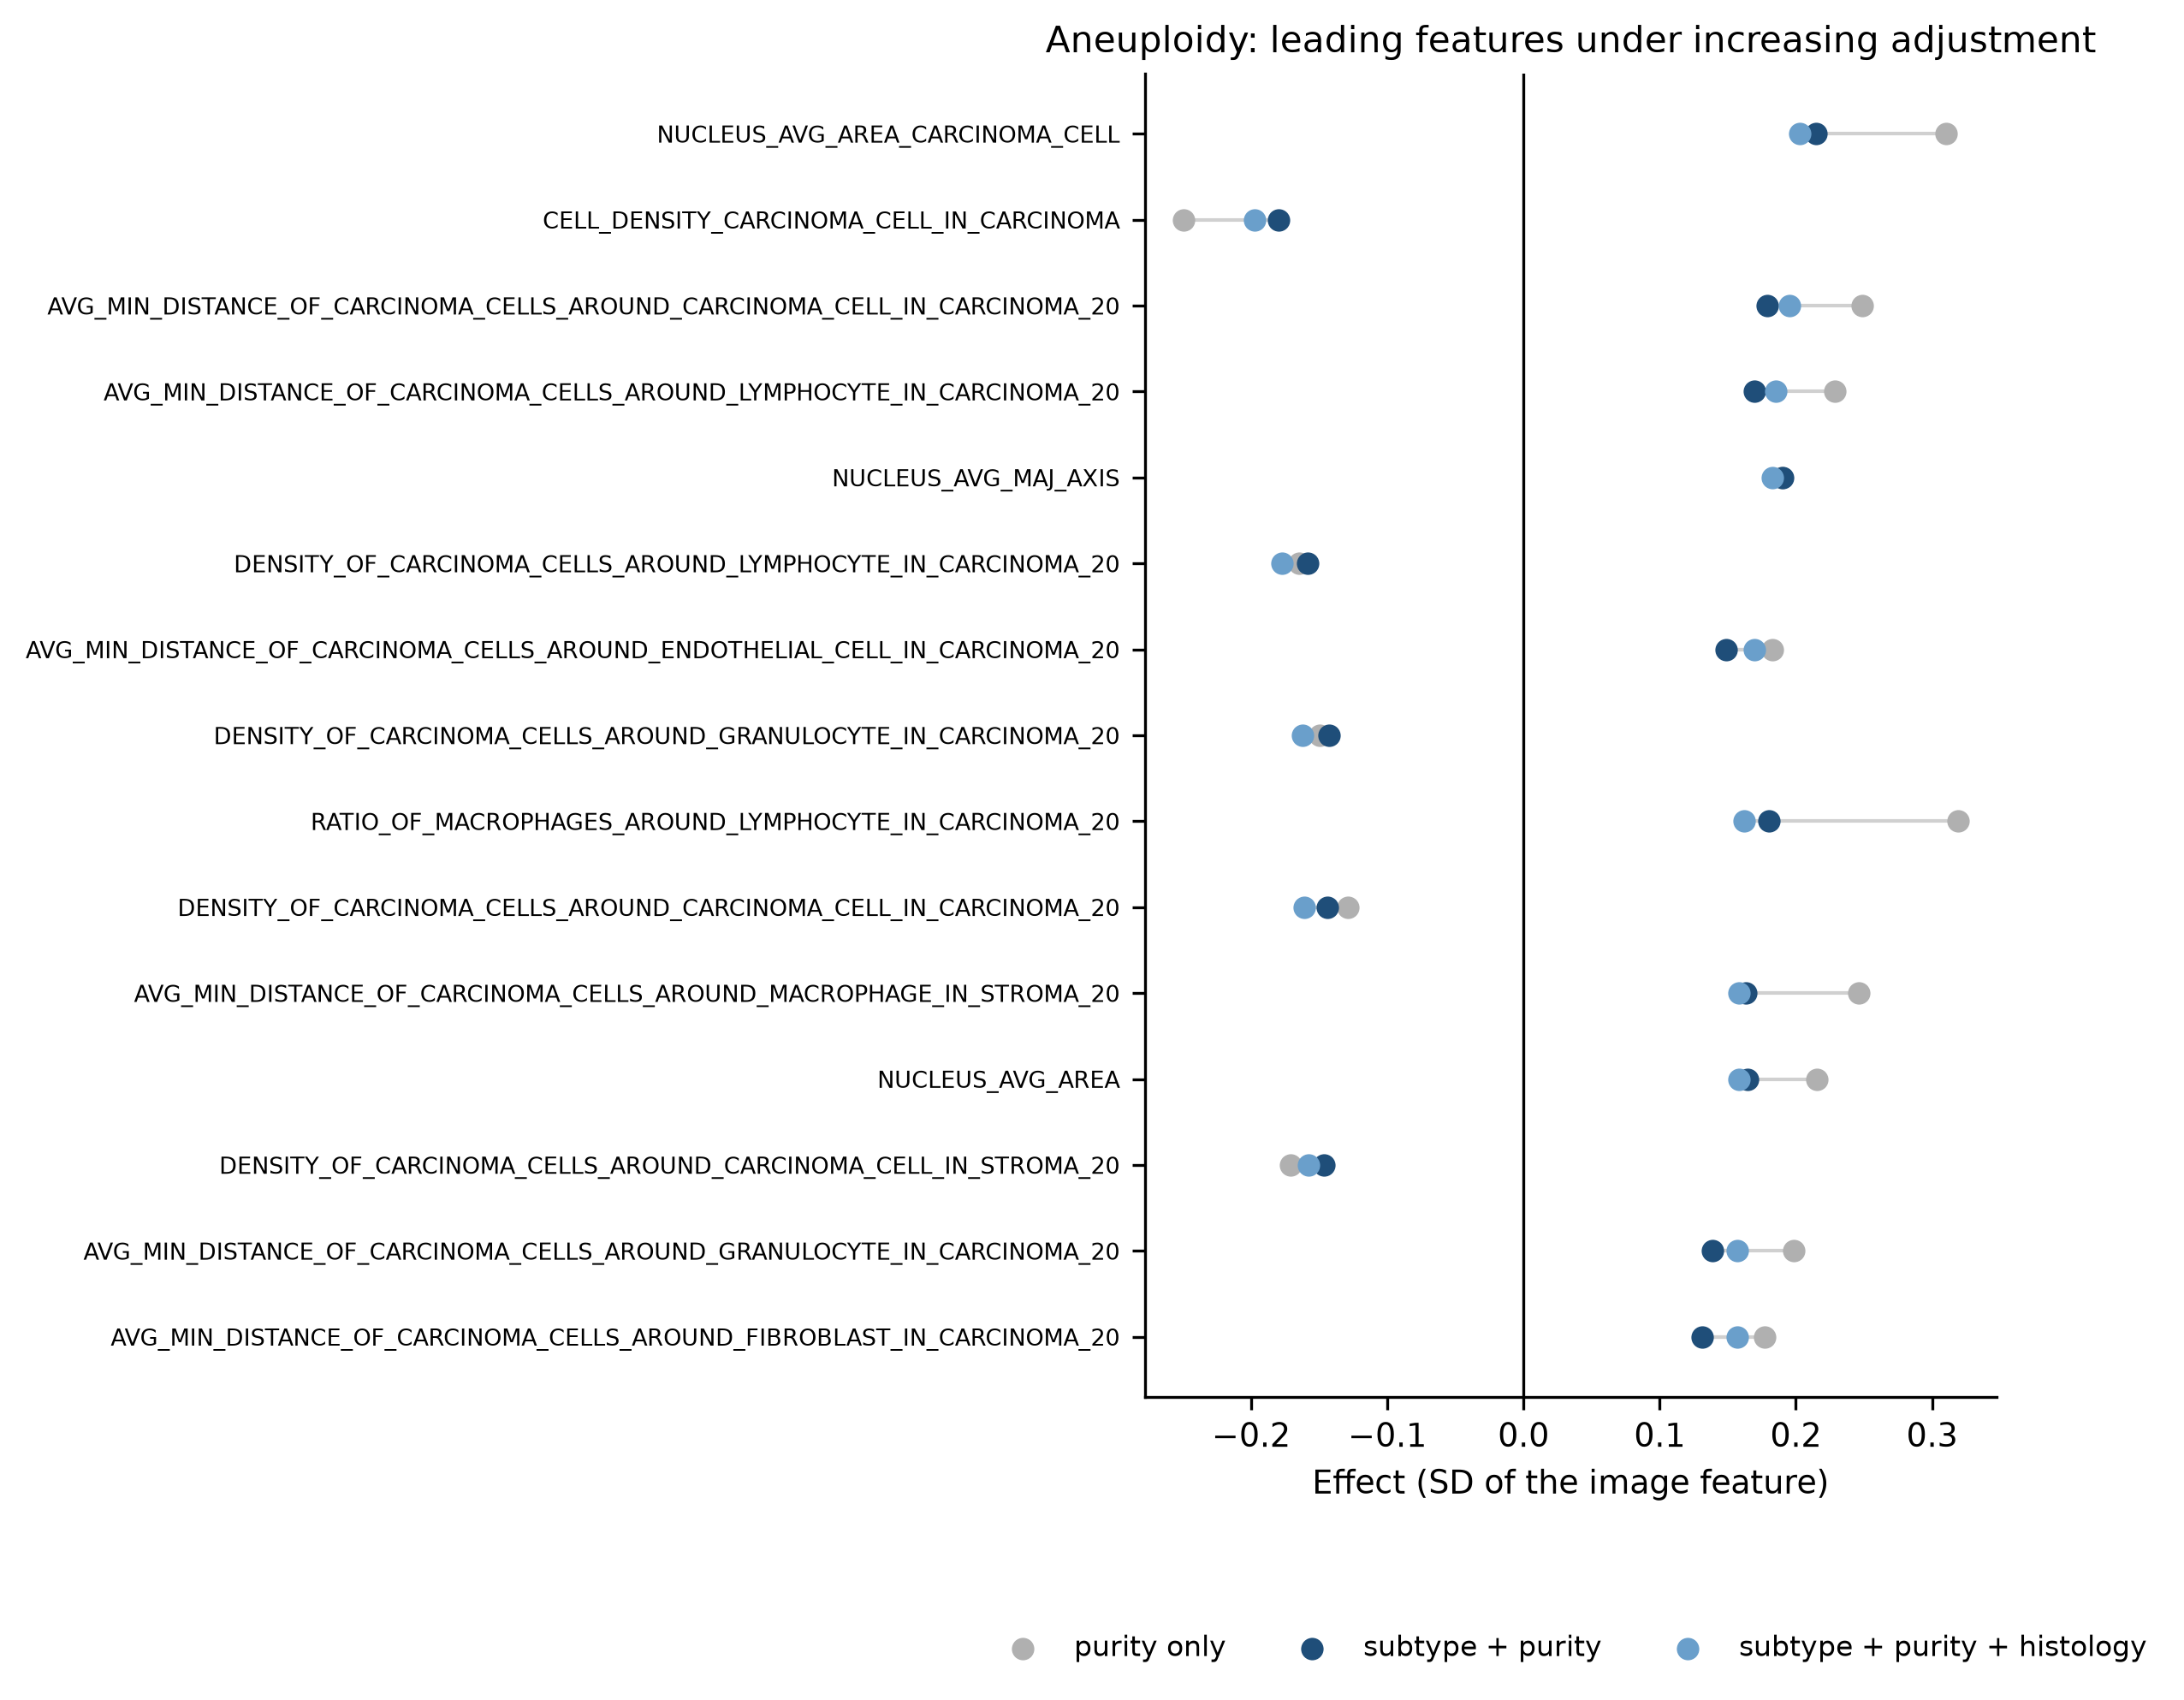 Aneuploidy: leading features under increasing adjustment
NUCLEUS_AVG_AREA_CARCINOMA_CELL
CELL_DENSITY_CARCINOMA_CELL_IN_CARCINOMA
AVG_MIN_DISTANCE_OF_CARCINOMA_CELLS_AROUND_CARCINOMA_CELL_IN_CARCINOMA_20
AVG_MIN_DISTANCE_OF_CARCINOMA_CELLS_AROUND_LYMPHOCYTE_IN_CARCINOMA_20
NUCLEUS_AVG_MAJ_AXIS
DENSITY_OF_CARCINOMA_CELLS_AROUND_LYMPHOCYTE_IN_CARCINOMA_20
AVG_MIN_DISTANCE_OF_CARCINOMA_CELLS_AROUND_ENDOTHELIAL_CELL_IN_CARCINOMA_20
DENSITY_OF_CARCINOMA_CELLS_AROUND_GRANULOCYTE_IN_CARCINOMA_20
RATIO_OF_MACROPHAGES_AROUND_LYMPHOCYTE_IN_CARCINOMA_20
DENSITY_OF_CARCINOMA_CELLS_AROUND_CARCINOMA_CELL_IN_CARCINOMA_20
AVG_MIN_DISTANCE_OF_CARCINOMA_CELLS_AROUND_MACROPHAGE_IN_STROMA_20
NUCLEUS_AVG_AREA
DENSITY_OF_CARCINOMA_CELLS_AROUND_CARCINOMA_CELL_IN_STROMA_20
AVG_MIN_DISTANCE_OF_CARCINOMA_CELLS_AROUND_GRANULOCYTE_IN_CARCINOMA_20
AVG_MIN_DISTANCE_OF_CARCINOMA_CELLS_AROUND_FIBROBLAST_IN_CARCINOMA_20
−0.2 −0.1 0.0 0.1 0.2 0.3
Effect (SD of the image feature)
purity only subtype + purity subtype + purity + histology